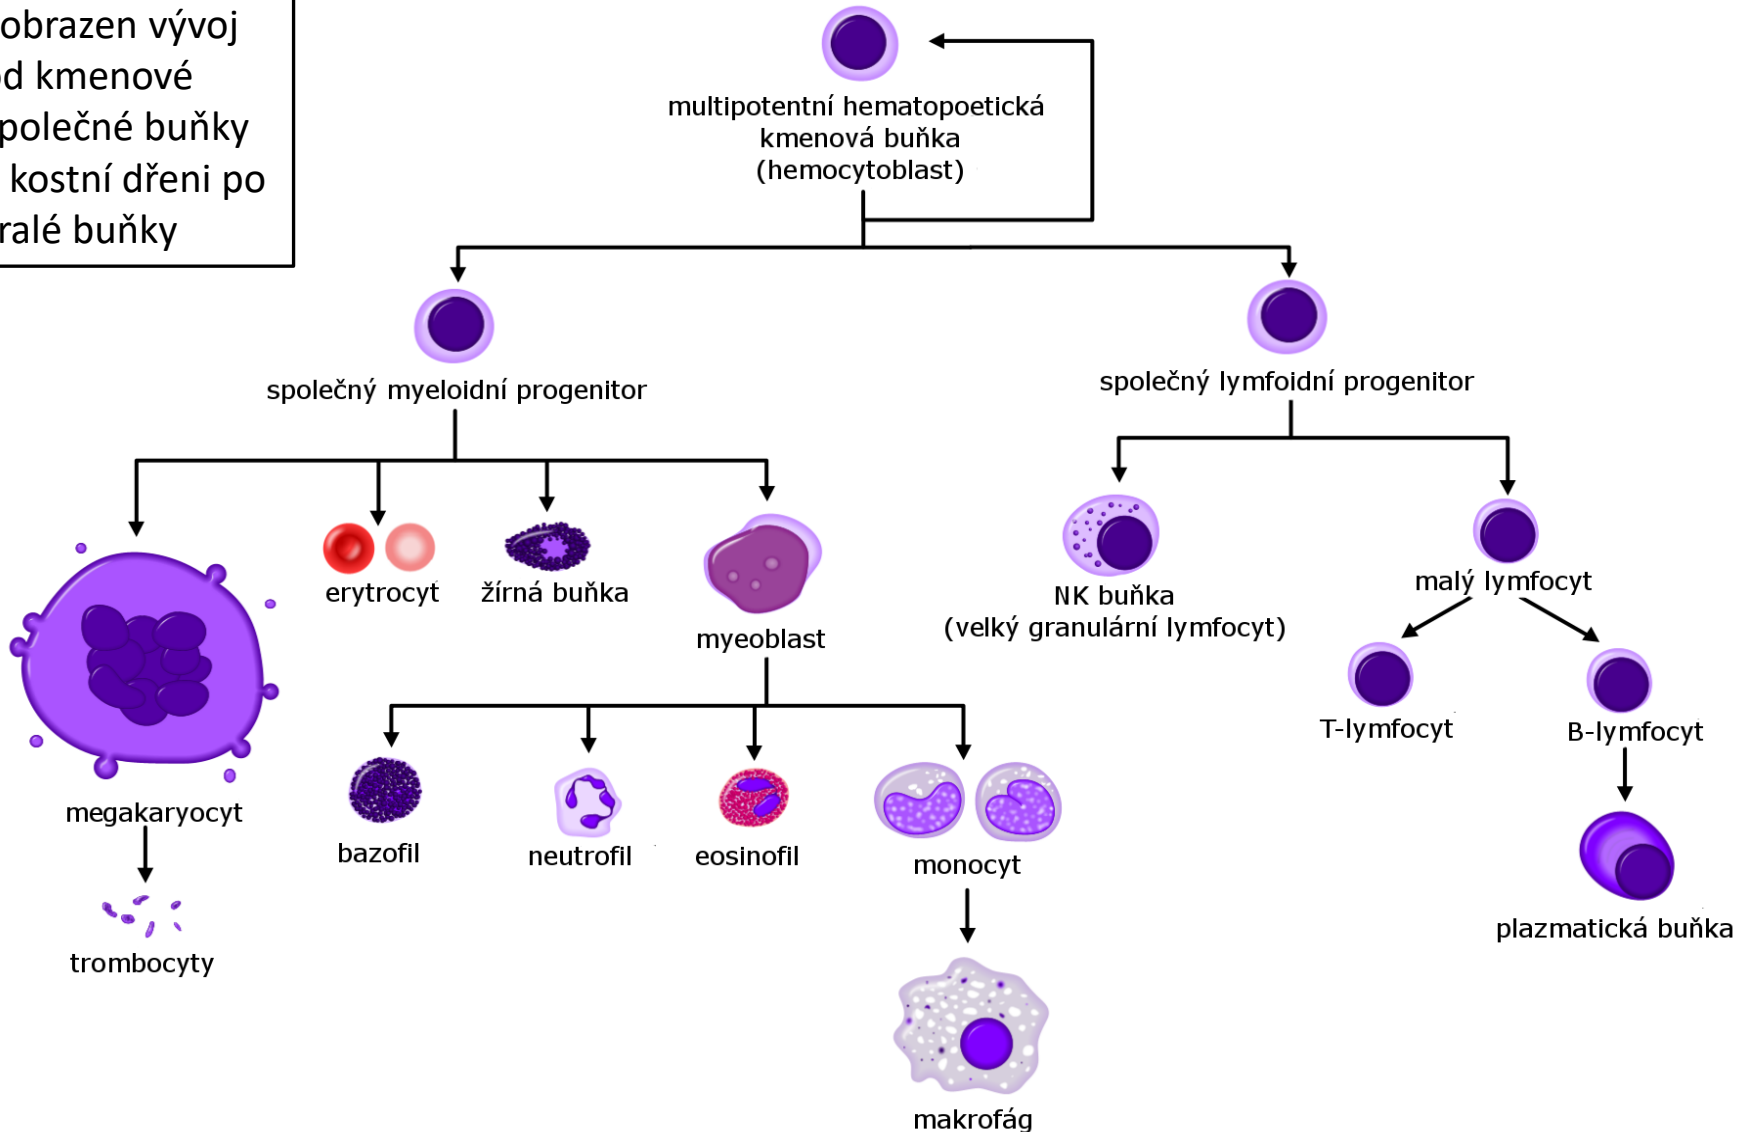 obrazen vývoj
od kmenové
společné buňky
kostní dřeni po
ralé buňky
multipotentní hematopoetická
kmenová buňka
(hemocytoblast)
společný myeloidní progenitor
společný lymfoidní progenitor
erytrocyt
žírná buňka
myeoblast
NK buňka
(velký granulární lymfocyt)
malý lymfocyt
T-lymfocyt
B-lymfocyt
megakaryocyt
bazofil
neutrofil
eosinofil
monocyt
plazmatická buňka
trombocyty
makrofág